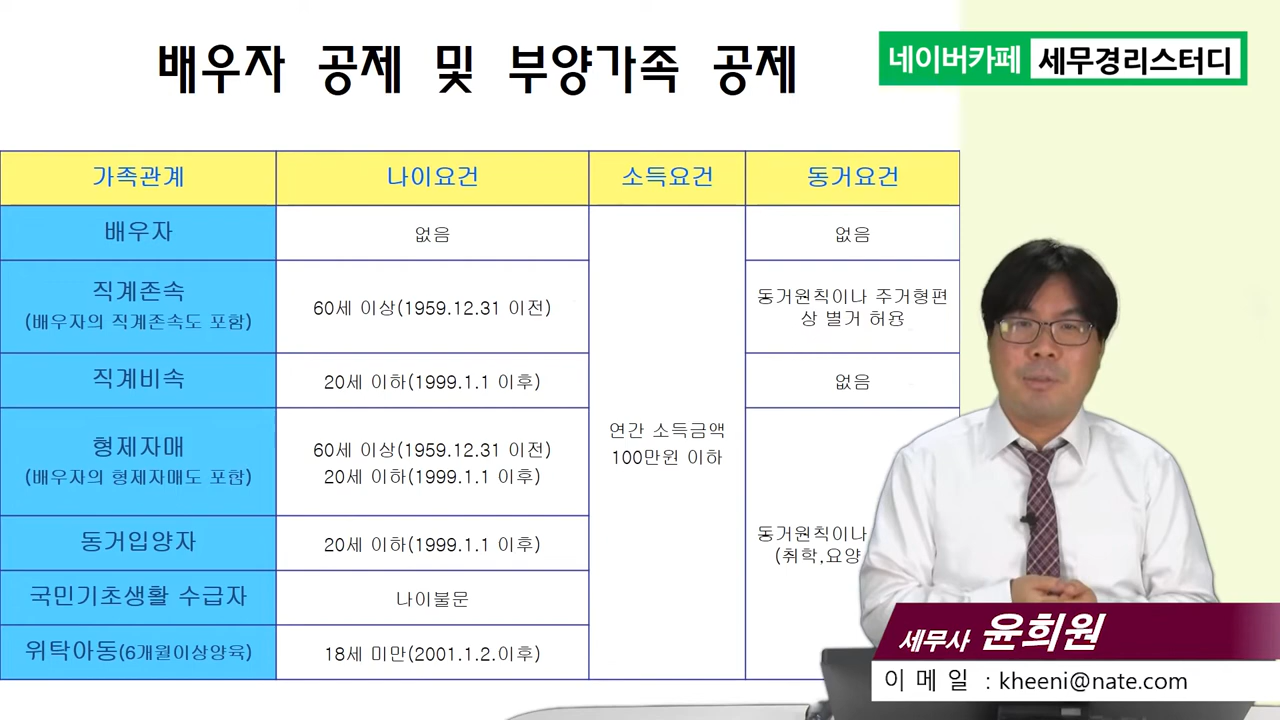 배우자 공제 및 부양가족 공제
네이버카페 세무경리스터디
가족관계 나이요건 소득요건 동거요건
배우자 없음 없음
직계존속
(배우자의 직계존속도 포함)
60세 이상(1959.12.31 이전)
동거원칙이나 주거형편
상 별거 허용
직계비속 20세 이하(1999.1.1 이후) 없음
형제자매
(배우자의 형제자매도 포함)
60세 이상(1959.12.31 이전)
20세 이하(1999.1.1 이후)
연간 소득금액
100만원 이하
동거입양자 20세 이하(1999.1.1 이후)
동거원칙이나
(취학,요양
국민기초생활 수급자 나이불문
위탁아동(6개월이상양육) 18세 미만(2001.1.2.이후)
세무사 윤희원
이 메 일 : kheeni@nate.com